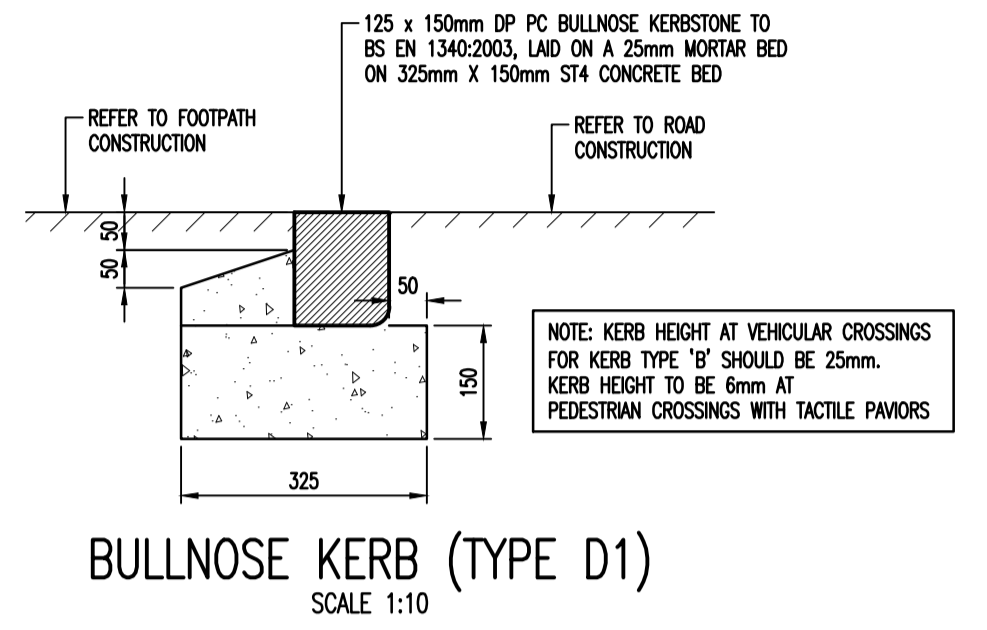 125 x 150mm DP PC BULLNOSE KERBSTONE TO
BS EN 1340:2003, LAID ON A 25mm MORTAR BED
ON 325mm X 150mm ST4 CONCRETE BED
REFER TO FOOTPATH
CONSTRUCTION
REFER TO ROAD
CONSTRUCTION
50
50
50
150
325
NOTE: KERB HEIGHT AT VEHICULAR CROSSINGS
FOR KERB TYPE 'B' SHOULD BE 25mm.
KERB HEIGHT TO BE 6mm AT
PEDESTRIAN CROSSINGS WITH TACTILE PAVIORS
BULLNOSE KERB (TYPE D1)
SCALE 1:10